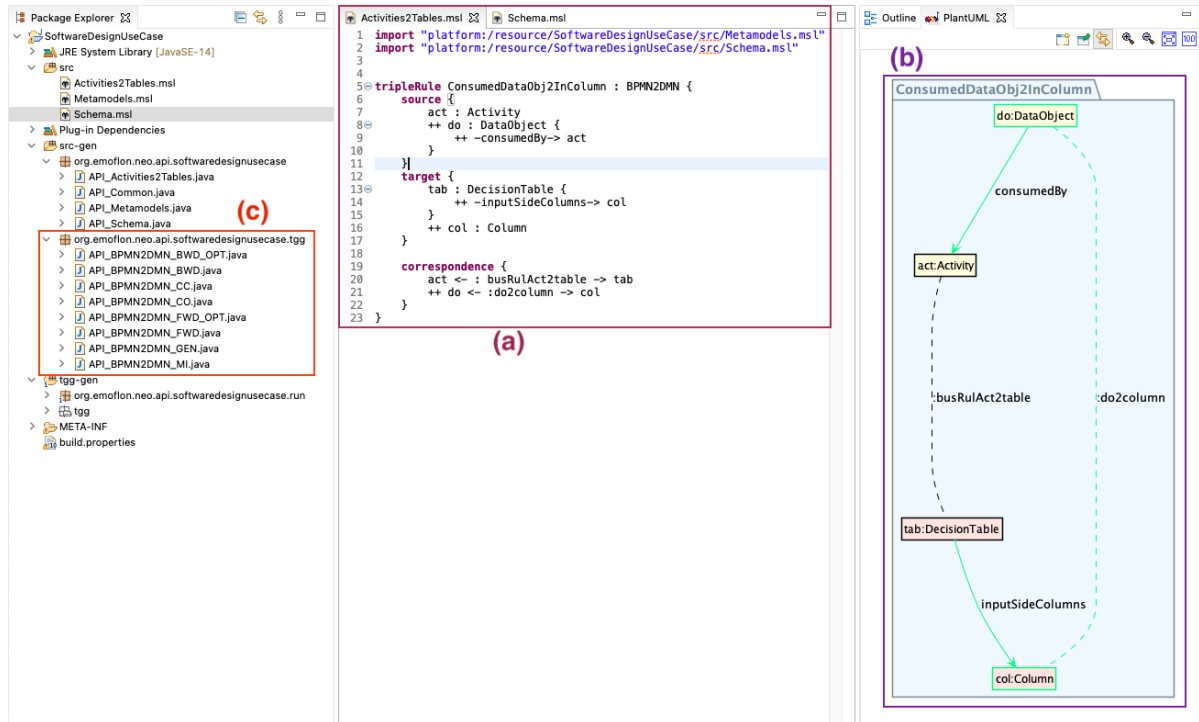 Package Explorer
SoftwareDesignUseCase
JRE System Library [JavaSE-14]
src
Activities2Tables.msl
Metamodels.msl
Schema.msl
Plug-in Dependencies
src-gen
org.emoflon.neo.api.softwaredesignusecase
API_Activities2Tables.java
API_Common.java
API_Metamodels.java
API_Schema.java
(c)
org.emoflon.neo.api.softwaredesignusecase.tgg
API_BPMN2DMN_BWD_OPT.java
API_BPMN2DMN_BWD.java
API_BPMN2DMN_CC.java
API_BPMN2DMN_CO.java
API_BPMN2DMN_FWD_OPT.java
API_BPMN2DMN_FWD.java
API_BPMN2DMN_GEN.java
API_BPMN2DMN_MI.java
tgg-gen
org.emoflon.neo.api.softwaredesignusecase.run
tgg
META-INF
build.properties
Activities2Tables.msl Schema.msl
1 import "platform:/resource/SoftwareDesignUseCase/src/Metamodels.msl"
2 import "platform:/resource/SoftwareDesignUseCase/src/Schema.msl"
3
4
5 tripleRule ConsumedDataObj2InColumn : BPMN2DMN {
6 source {
7 act : Activity
8 ++ do : DataObject {
9 ++ -consumedBy-> act
10 }
11 }
12 target {
13 tab : DecisionTable {
14 ++ -inputSideColumns-> col
15 }
16 ++ col : Column
17 }
18
19 correspondence {
20 act <- : busRulAct2table -> tab
21 ++ do <- :do2column -> col
22 }
23 }
(a)
Outline PlantUML
100
(b)
ConsumedDataObj2InColumn
do:DataObject
consumedBy
act:Activity
:busRulAct2table
:do2column
tab:DecisionTable
inputSideColumns
col:Column